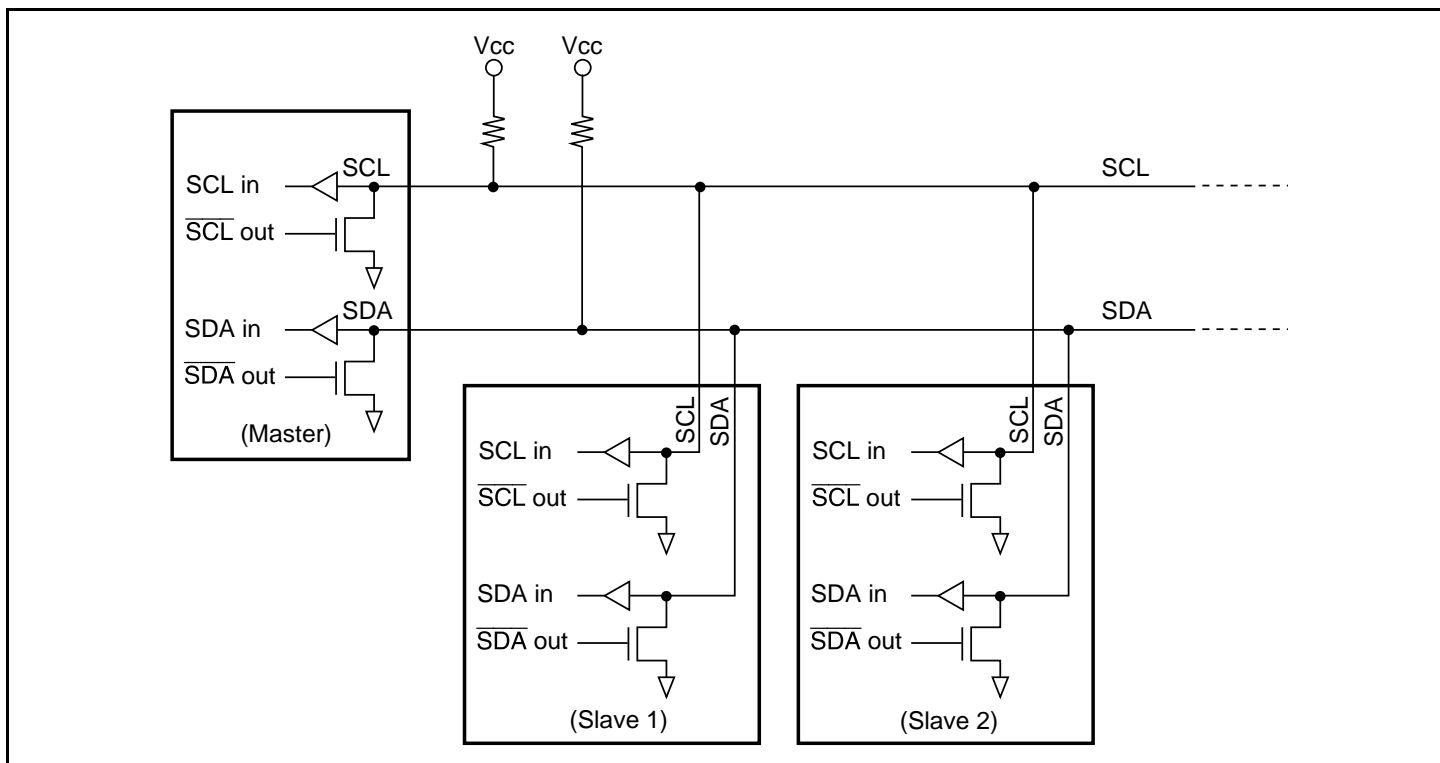 Vcc Vcc
SCL
SCL in
SCL out
SDA
SDA in
SDA out
(Master)
SCL
SDA
SCL
SDA
SCL in
SCL out
SDA in
SDA out
(Slave 1)
SCL
SDA
SCL in
SCL out
SDA in
SDA out
(Slave 2)